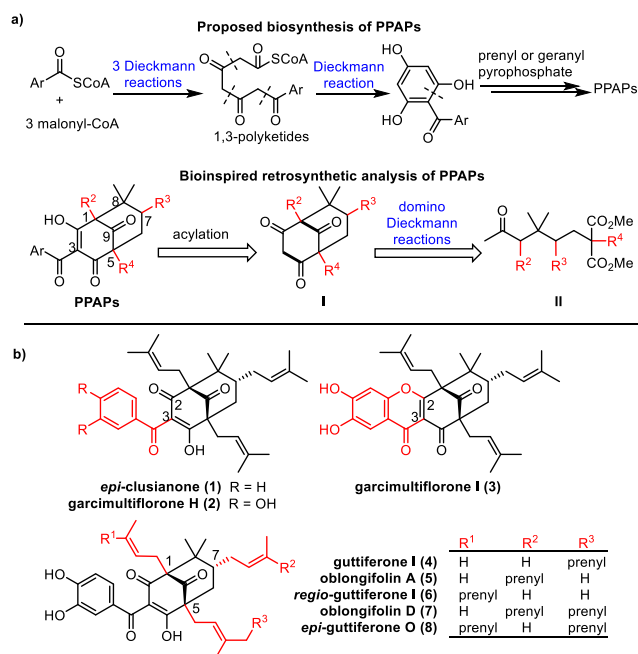 a)
Proposed biosynthesis of PPAPs
O
Ar SCoA
+
3 malonyl-CoA
3 Dieckmann
reactions
O O
SCoA
Ar
O O
1,3-polyketides
Dieckmann
reaction
HO OH
OH
Ar
O
prenyl or geranyl
pyrophosphate
PPAPs
Bioinspired retrosynthetic analysis of PPAPs
R² 8 R³
HO 1 O 7
O 3 9
Ar 5
O R⁴
PPAPs
acylation
R² R³
O O
O R⁴
I
domino
Dieckmann
reactions
O CO₂Me
R⁴
R² R³ CO₂Me
II
b)
R O 2 O
R 3
O OH
epi-clusianone (1) R = H
garcimultiflorone H (2) R = OH
HO O 2 O
HO 3
O O
garcimultiflorone I (3)
R¹
1 7
HO O O R²
HO 5
O OH R³
R¹ R² R³
guttiferone I (4) H H prenyl
oblongifolin A (5) H prenyl H
regio-guttiferone I (6) prenyl H H
oblongifolin D (7) H prenyl prenyl
epi-guttiferone O (8) prenyl H prenyl